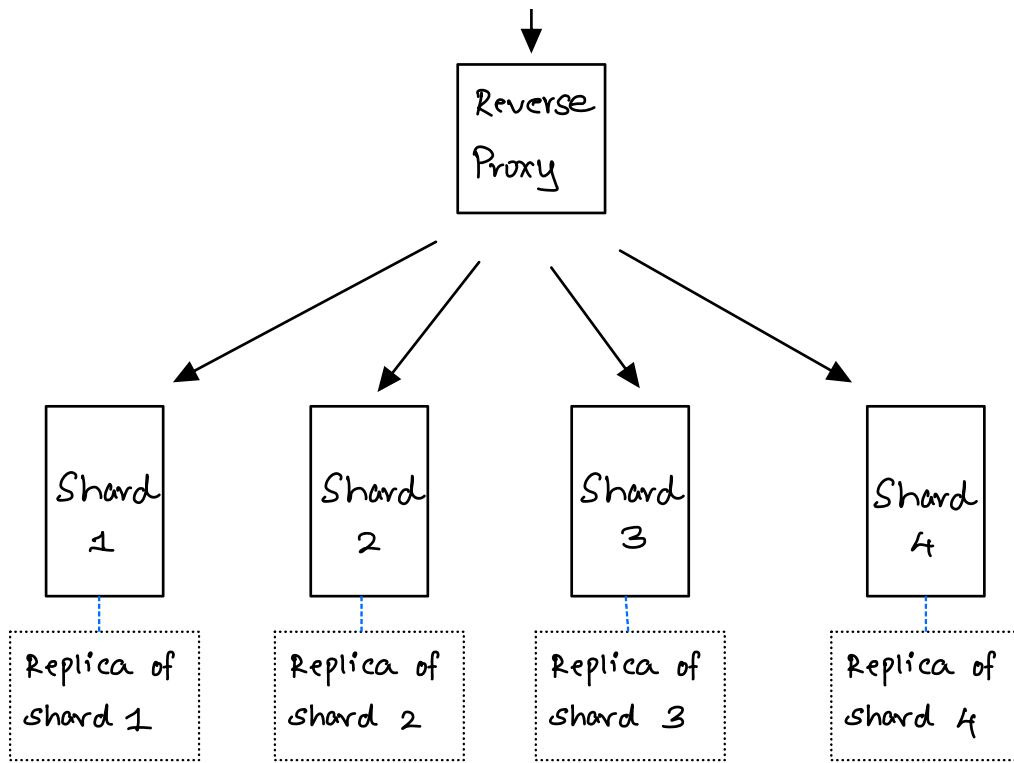 Reverse
Proxy
Shard
1
Shard
2
Shard
3
Shard
4
Replica of
shard 1
Replica of
shard 2
Replica of
shard 3
Replica of
shard 4